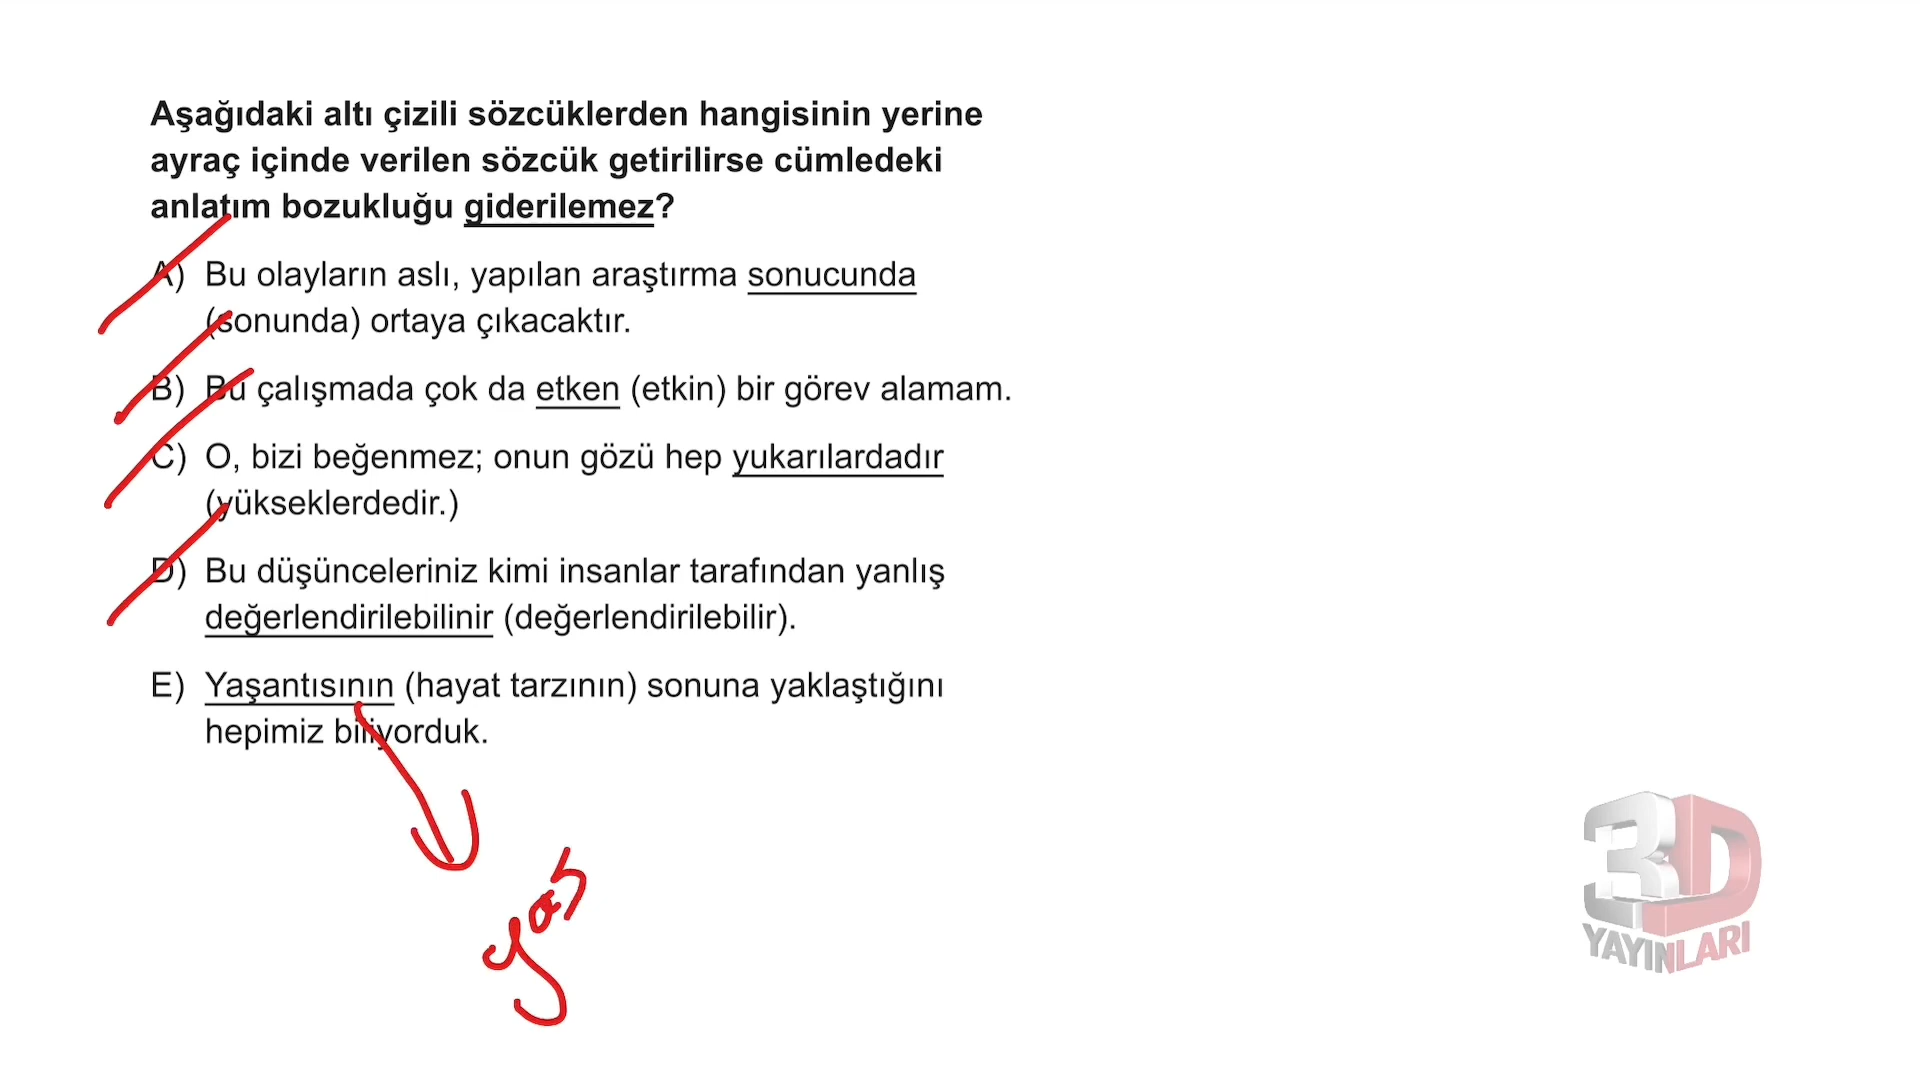 Aşağıdaki altı çizili sözcüklerden hangisinin yerine
ayraç içinde verilen sözcük getirilirse cümledeki
anlatım bozukluğu giderilemez?
A) Bu olayların aslı, yapılan araştırma sonucunda
(sonunda) ortaya çıkacaktır.
B) Bu çalışmada çok da etken (etkin) bir görev alamam.
C) O, bizi beğenmez; onun gözü hep yukarılardadır
(yükseklerdedir.)
D) Bu düşünceleriniz kimi insanlar tarafından yanlış
değerlendirilebilinir (değerlendirilebilir).
E) Yaşantısının (hayat tarzının) sonuna yaklaştığını
hepimiz biliyorduk.
yaş
3D
YAYINLARI